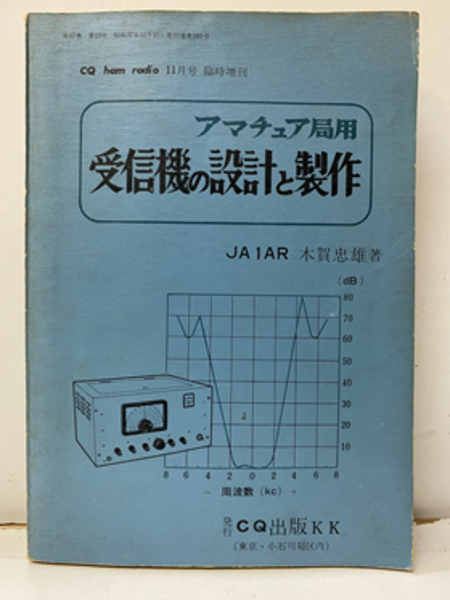 CQ ham radio 11月号 臨時増刊
アマチュア局用
受信機の設計と製作
JA1AR 木賀忠雄著
(dB)
80
70
60
50
40
30
20
10
8 6 4 2 2 4 6 8
− 周波数(kc) +
発行 CQ出版KK
(東京・小石川局区内)